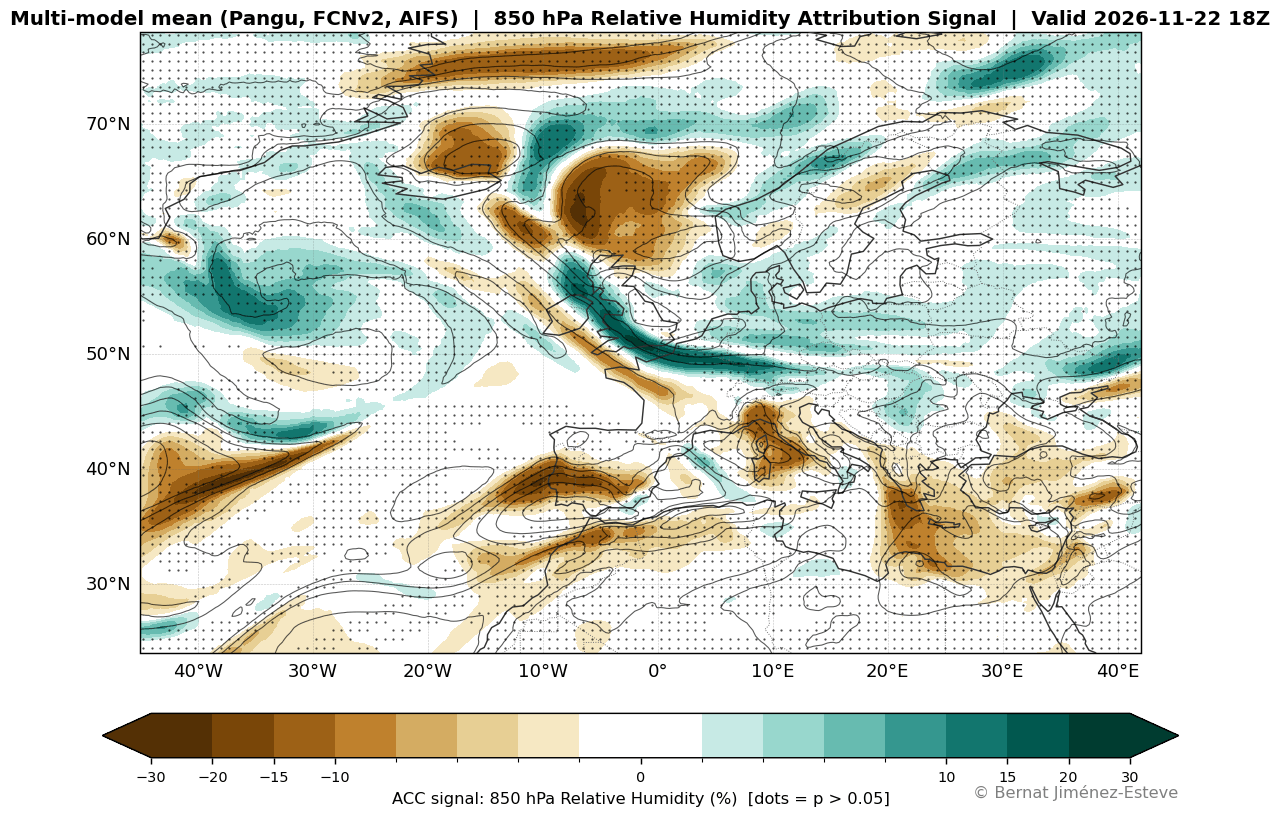 Multi-model mean (Pangu, FCNv2, AIFS) | 850 hPa Relative Humidity Attribution Signal | Valid 2026-11-22 18Z
70°N
60°N
50°N
40°N
30°N
40°W 30°W 20°W 10°W 0° 10°E 20°E 30°E 40°E
−30 −20 −15 −10 0 10 15 20 30
ACC signal: 850 hPa Relative Humidity (%) [dots = p > 0.05]
© Bernat Jiménez-Esteve